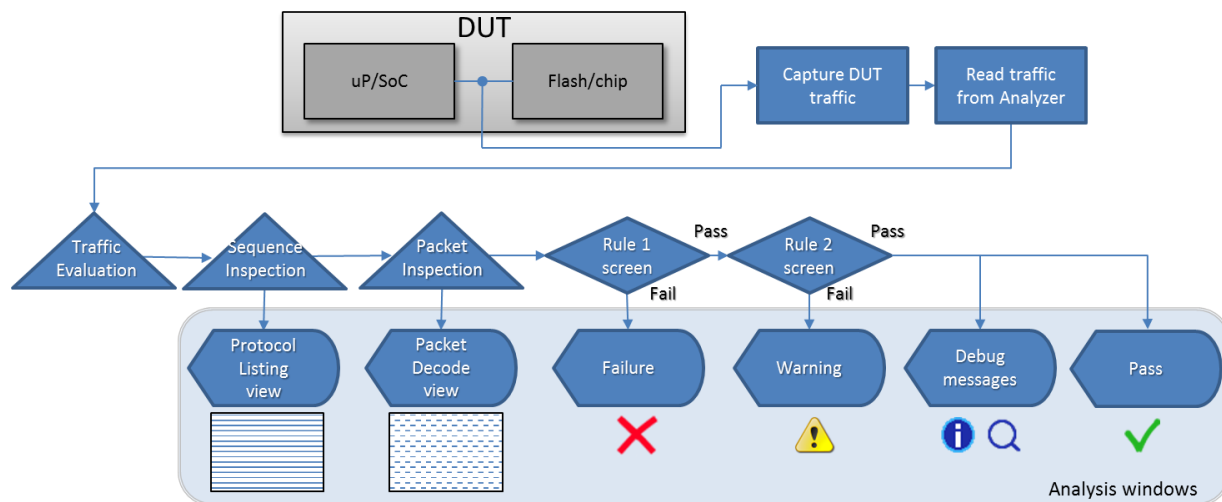 DUT
uP/SoC
Flash/chip
Capture DUT
traffic
Read traffic
from Analyzer
Traffic
Evaluation
Sequence
Inspection
Packet
Inspection
Rule 1
screen
Pass
Fail
Rule 2
screen
Pass
Fail
Protocol
Listing
view
Packet
Decode
view
Failure
Warning
Debug
messages
Pass
Analysis windows